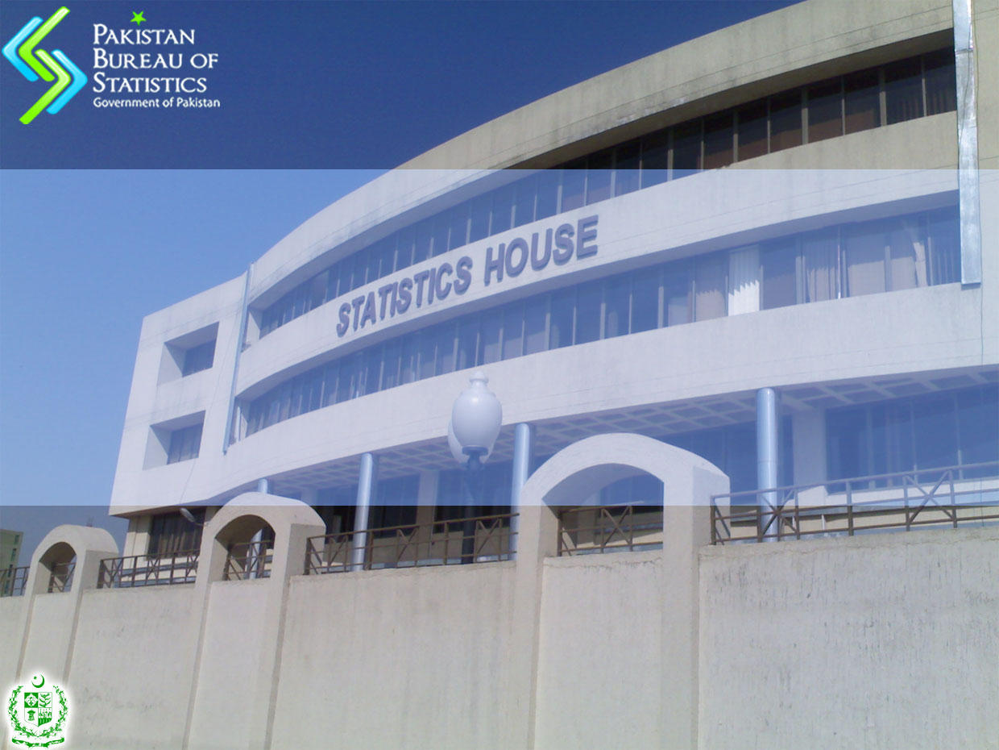 PAKISTAN
BUREAU OF
STATISTICS
Government of Pakistan
STATISTICS HOUSE